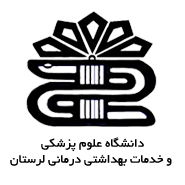 دانشگاه علوم پزشکی
و خدمات بهداشتی درمانی لرستان